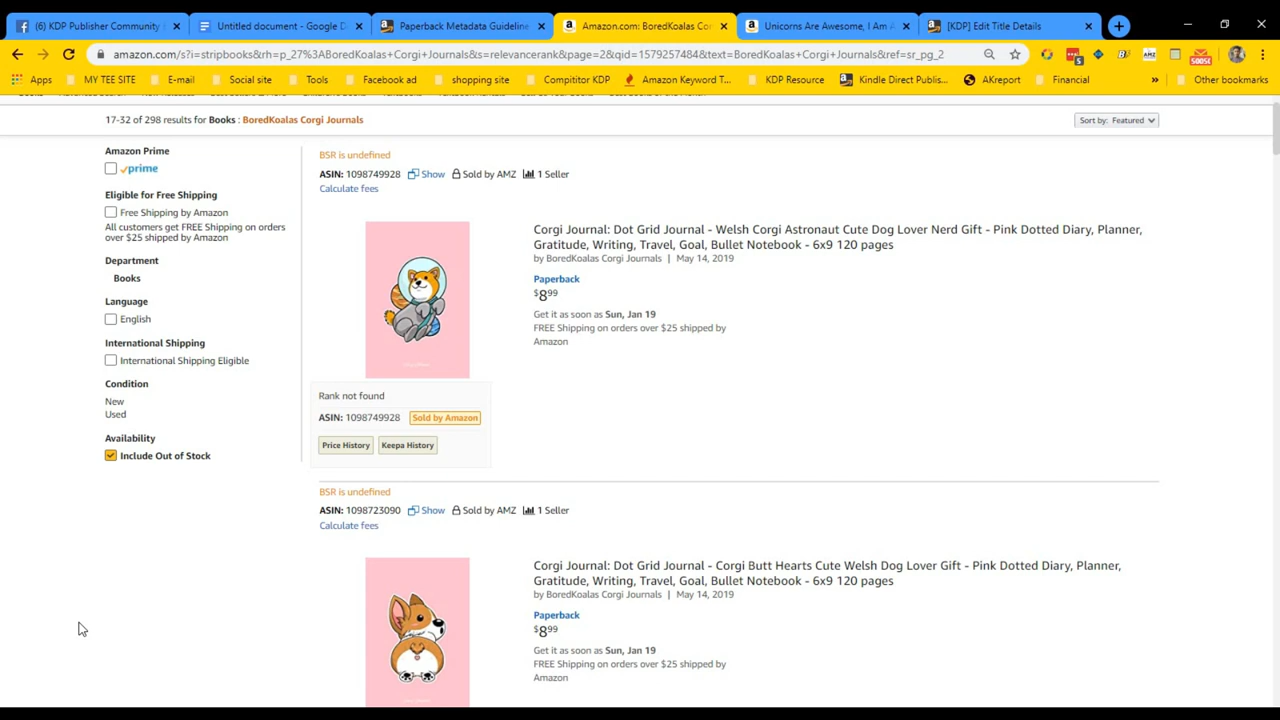 (6) KDP Publisher Community
Untitled document - Google D
Paperback Metadata Guideline
Amazon.com: BoredKoalas Co
Unicorns Are Awesome, I Am A
[KDP] Edit Title Details
amazon.com/s?i=stripbooks&rh=p_27%3ABoredKoalas+Corgi+Journals&s=relevancerank&page=2&qid=1579257484&text=BoredKoalas+Corgi+Journals&ref=sr_pg_2
Apps
MY TEE SITE
E-mail
Social site
Tools
Facebook ad
shopping site
Compititor KDP
Amazon Keyword T...
KDP Resource
Kindle Direct Publis...
AKreport
Financial
»
Other bookmarks
17-32 of 298 results for Books : BoredKoalas Corgi Journals
Sort by: Featured
Amazon Prime
prime
Eligible for Free Shipping
Free Shipping by Amazon
All customers get FREE Shipping on orders
over $25 shipped by Amazon
Department
Books
Language
English
International Shipping
International Shipping Eligible
Condition
New
Used
Availability
Include Out of Stock
BSR is undefined
ASIN: 1098749928 Show Sold by AMZ 1 Seller
Calculate fees
Corgi Journal: Dot Grid Journal - Welsh Corgi Astronaut Cute Dog Lover Nerd Gift - Pink Dotted Diary, Planner,
Gratitude, Writing, Travel, Goal, Bullet Notebook - 6x9 120 pages
by BoredKoalas Corgi Journals | May 14, 2019
Paperback
$899
Get it as soon as Sun, Jan 19
FREE Shipping on orders over $25 shipped by
Amazon
Rank not found
ASIN: 1098749928 Sold by Amazon
Price History Keepa History
BSR is undefined
ASIN: 1098723090 Show Sold by AMZ 1 Seller
Calculate fees
Corgi Journal: Dot Grid Journal - Corgi Butt Hearts Cute Welsh Dog Lover Gift - Pink Dotted Diary, Planner,
Gratitude, Writing, Travel, Goal, Bullet Notebook - 6x9 120 pages
by BoredKoalas Corgi Journals | May 14, 2019
Paperback
$899
Get it as soon as Sun, Jan 19
FREE Shipping on orders over $25 shipped by
Amazon